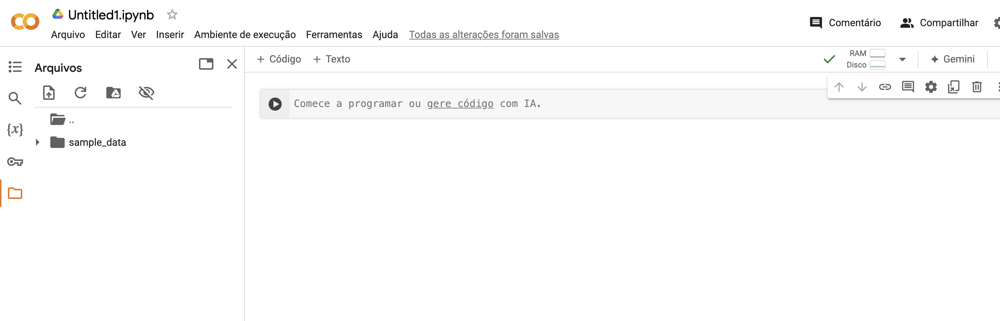 Untitled1.ipynb
Arquivo Editar Ver Inserir Ambiente de execução Ferramentas Ajuda Todas as alterações foram salvas
Comentário Compartilhar
Arquivos
..
sample_data
+ Código + Texto
RAM
Disco
Gemini
Comece a programar ou gere código com IA.
{x}